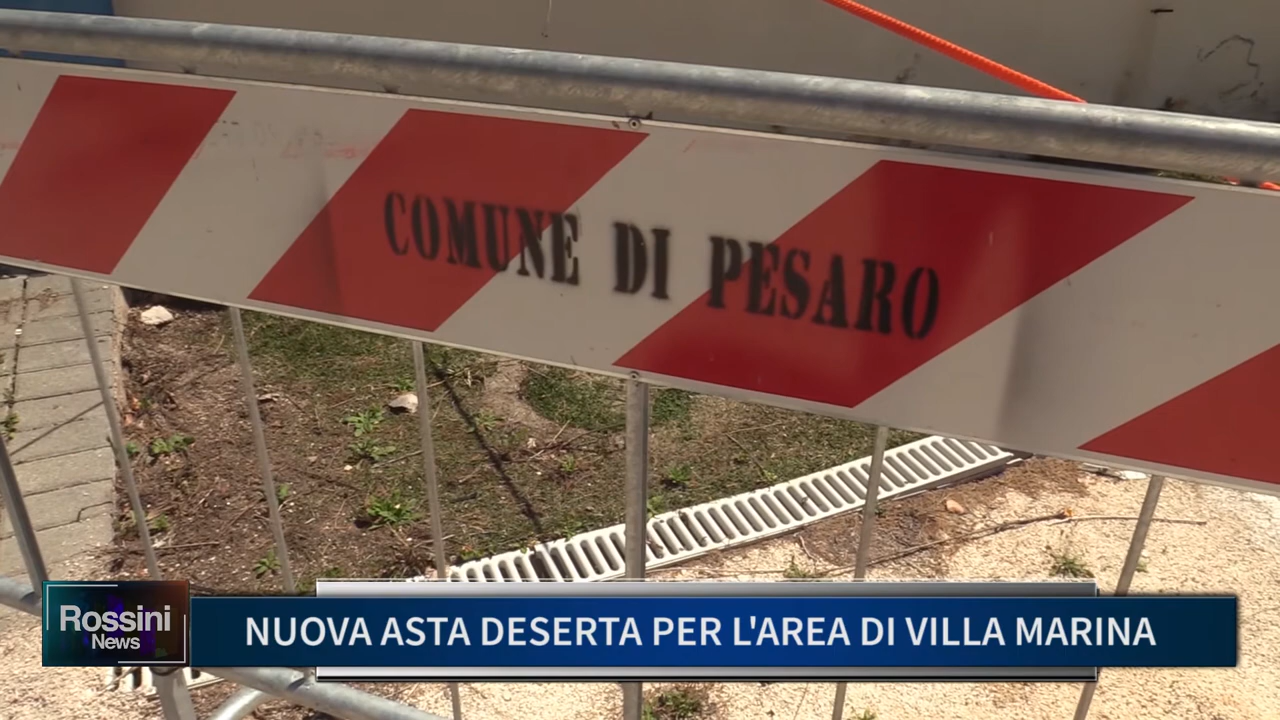 COMUNE DI PESARO
Rossini
News
NUOVA ASTA DESERTA PER L'AREA DI VILLA MARINA